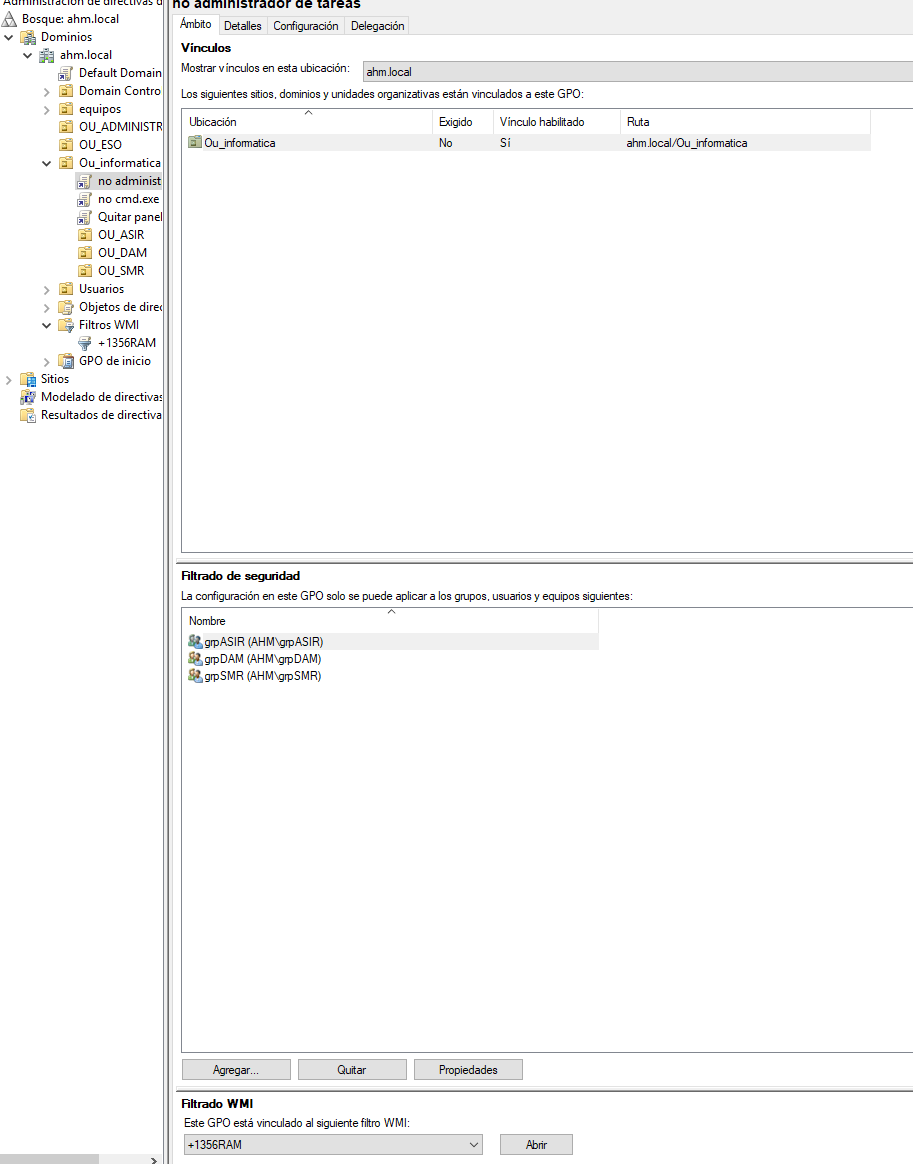 Administración de directivas d
Bosque: ahm.local
Dominios
ahm.local
Default Domain
Domain Contro
equipos
OU_ADMINISTR
OU_ESO
Ou_informatica
no administ
no cmd.exe
Quitar panel
OU_ASIR
OU_DAM
OU_SMR
Usuarios
Objetos de direc
Filtros WMI
+1356RAM
GPO de inicio
Sitios
Modelado de directivas
Resultados de directiva
no administrador de tareas
Ámbito Detalles Configuración Delegación
Vínculos
Mostrar vínculos en esta ubicación: ahm.local
Los siguientes sitios, dominios y unidades organizativas están vinculados a este GPO:
Ubicación Exigido Vínculo habilitado Ruta
Ou_informatica No Sí ahm.local/Ou_informatica
Filtrado de seguridad
La configuración en este GPO solo se puede aplicar a los grupos, usuarios y equipos siguientes:
Nombre
grpASIR (AHM\grpASIR)
grpDAM (AHM\grpDAM)
grpSMR (AHM\grpSMR)
Agregar... Quitar Propiedades
Filtrado WMI
Este GPO está vinculado al siguiente filtro WMI:
+1356RAM Abrir